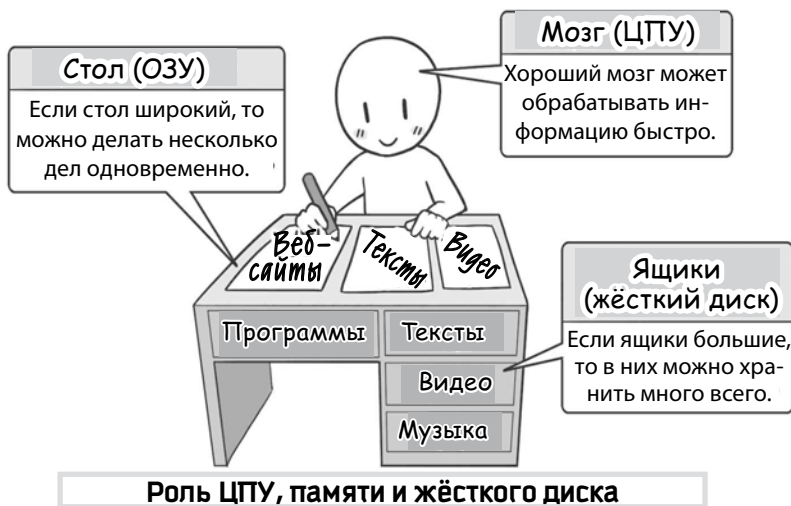 Стол (ОЗУ)
Если стол широкий, то
можно делать несколько
дел одновременно.
Мозг (ЦПУ)
Хороший мозг может
обрабатывать ин-
формацию быстро.
Веб-
сайты
Тексты
Видео
Программы
Тексты
Видео
Музыка
Ящики
(жёсткий диск)
Если ящики большие,
то в них можно хра-
нить много всего.
Роль ЦПУ, памяти и жёсткого диска